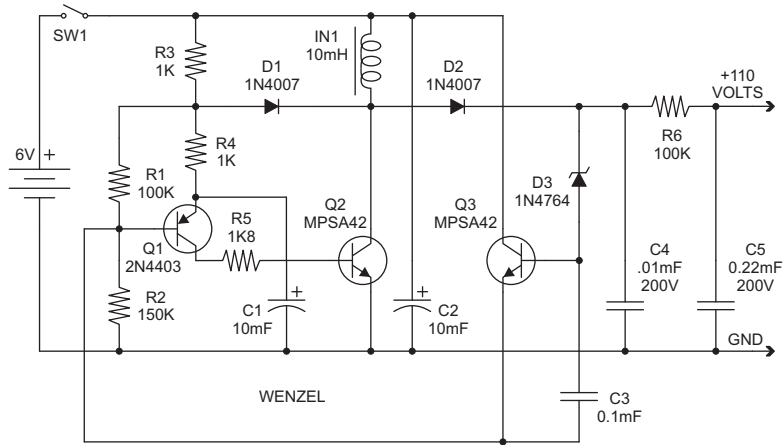 SW1
R3
1K
IN1
10mH
D1
1N4007
D2
1N4007
+110
VOLTS
R6
100K
6V
+
R4
1K
R1
100K
D3
1N4764
R5
1K8
Q2
MPSA42
Q3
MPSA42
Q1
2N4403
R2
150K
+
C1
10mF
+
C2
10mF
C4
.01mF
200V
C5
0.22mF
200V
GND
WENZEL
C3
0.1mF